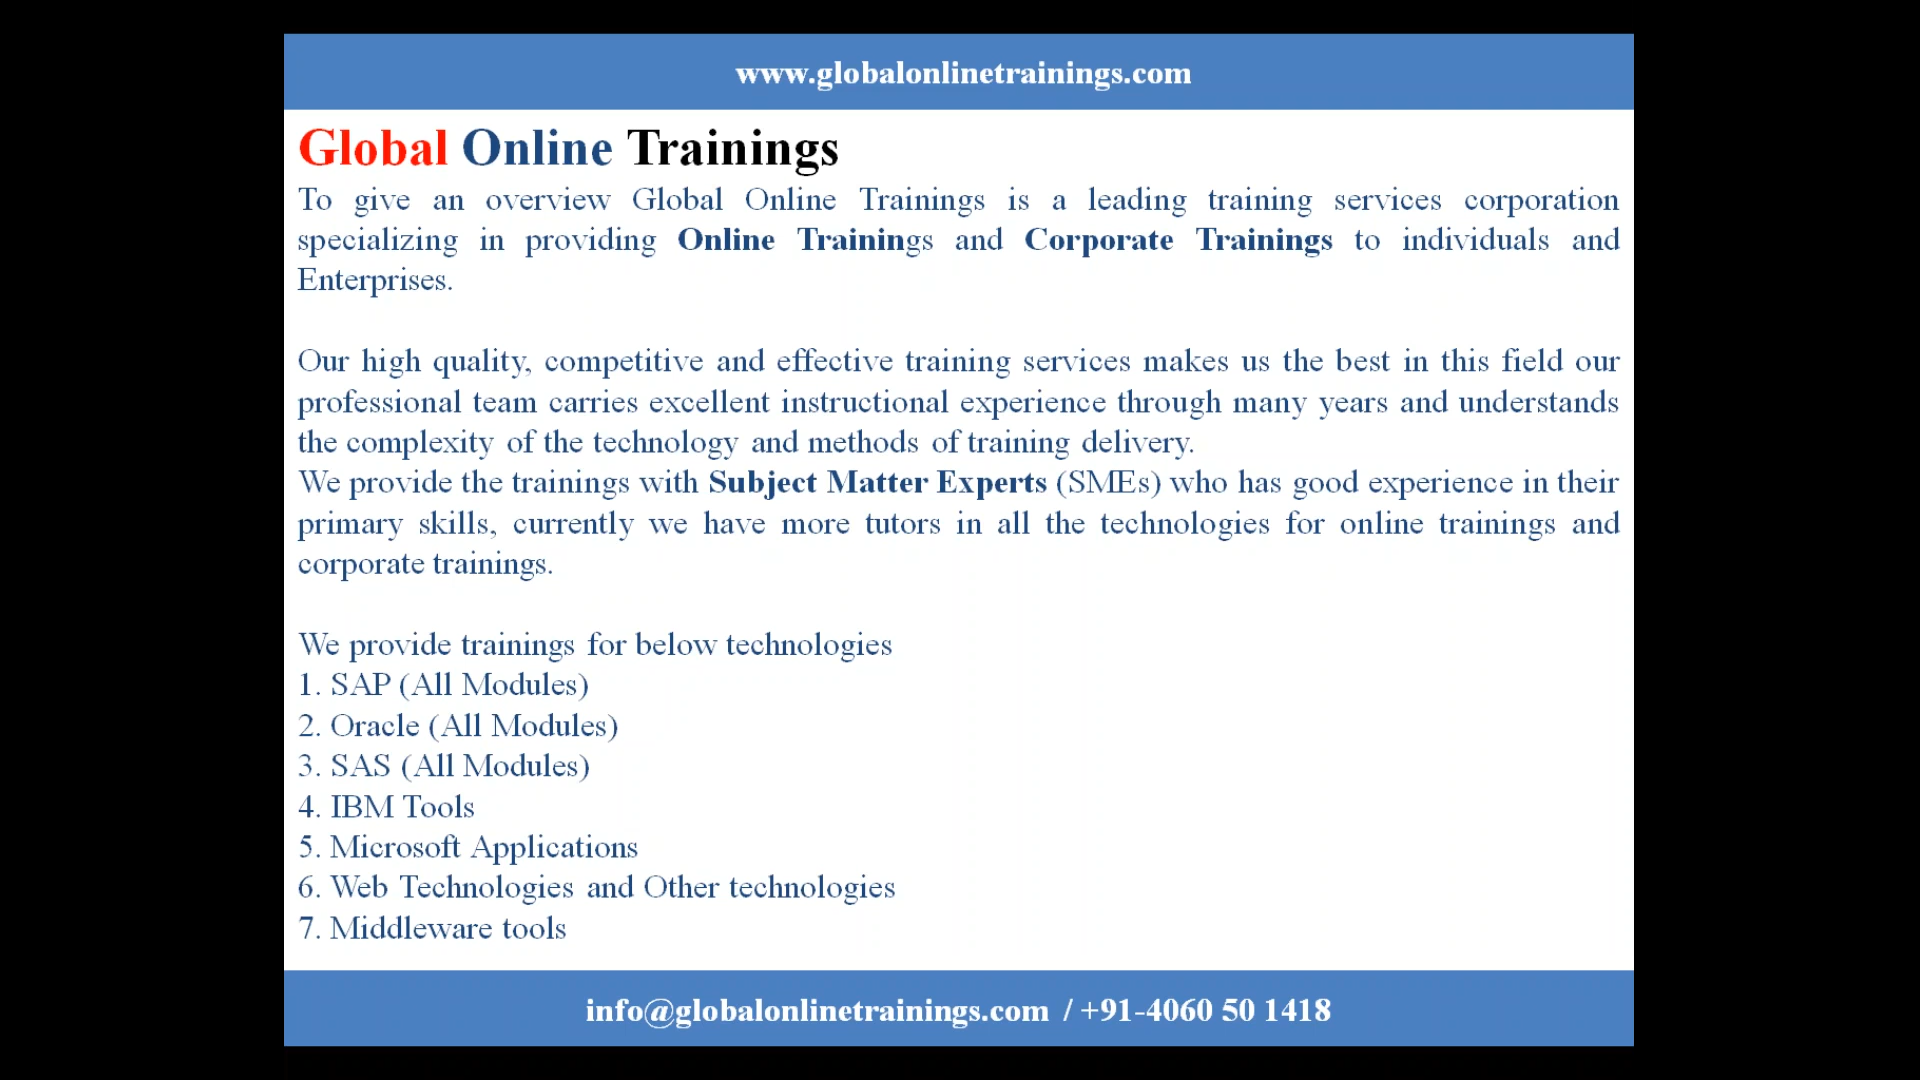 www.globalonlinetrainings.com
Global Online Trainings
To give an overview Global Online Trainings is a leading training services corporation
specializing in providing Online Trainings and Corporate Trainings to individuals and
Enterprises.
Our high quality, competitive and effective training services makes us the best in this field our
professional team carries excellent instructional experience through many years and understands
the complexity of the technology and methods of training delivery.
We provide the trainings with Subject Matter Experts (SMEs) who has good experience in their
primary skills, currently we have more tutors in all the technologies for online trainings and
corporate trainings.
We provide trainings for below technologies
1. SAP (All Modules)
2. Oracle (All Modules)
3. SAS (All Modules)
4. IBM Tools
5. Microsoft Applications
6. Web Technologies and Other technologies
7. Middleware tools
info@globalonlinetrainings.com / +91-4060 50 1418